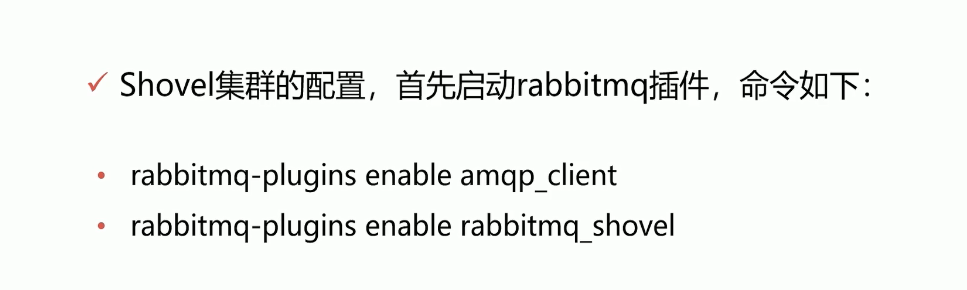 ✓ Shovel集群的配置，首先启动rabbitmq插件，命令如下：
• rabbitmq-plugins enable amqp_client
• rabbitmq-plugins enable rabbitmq_shovel